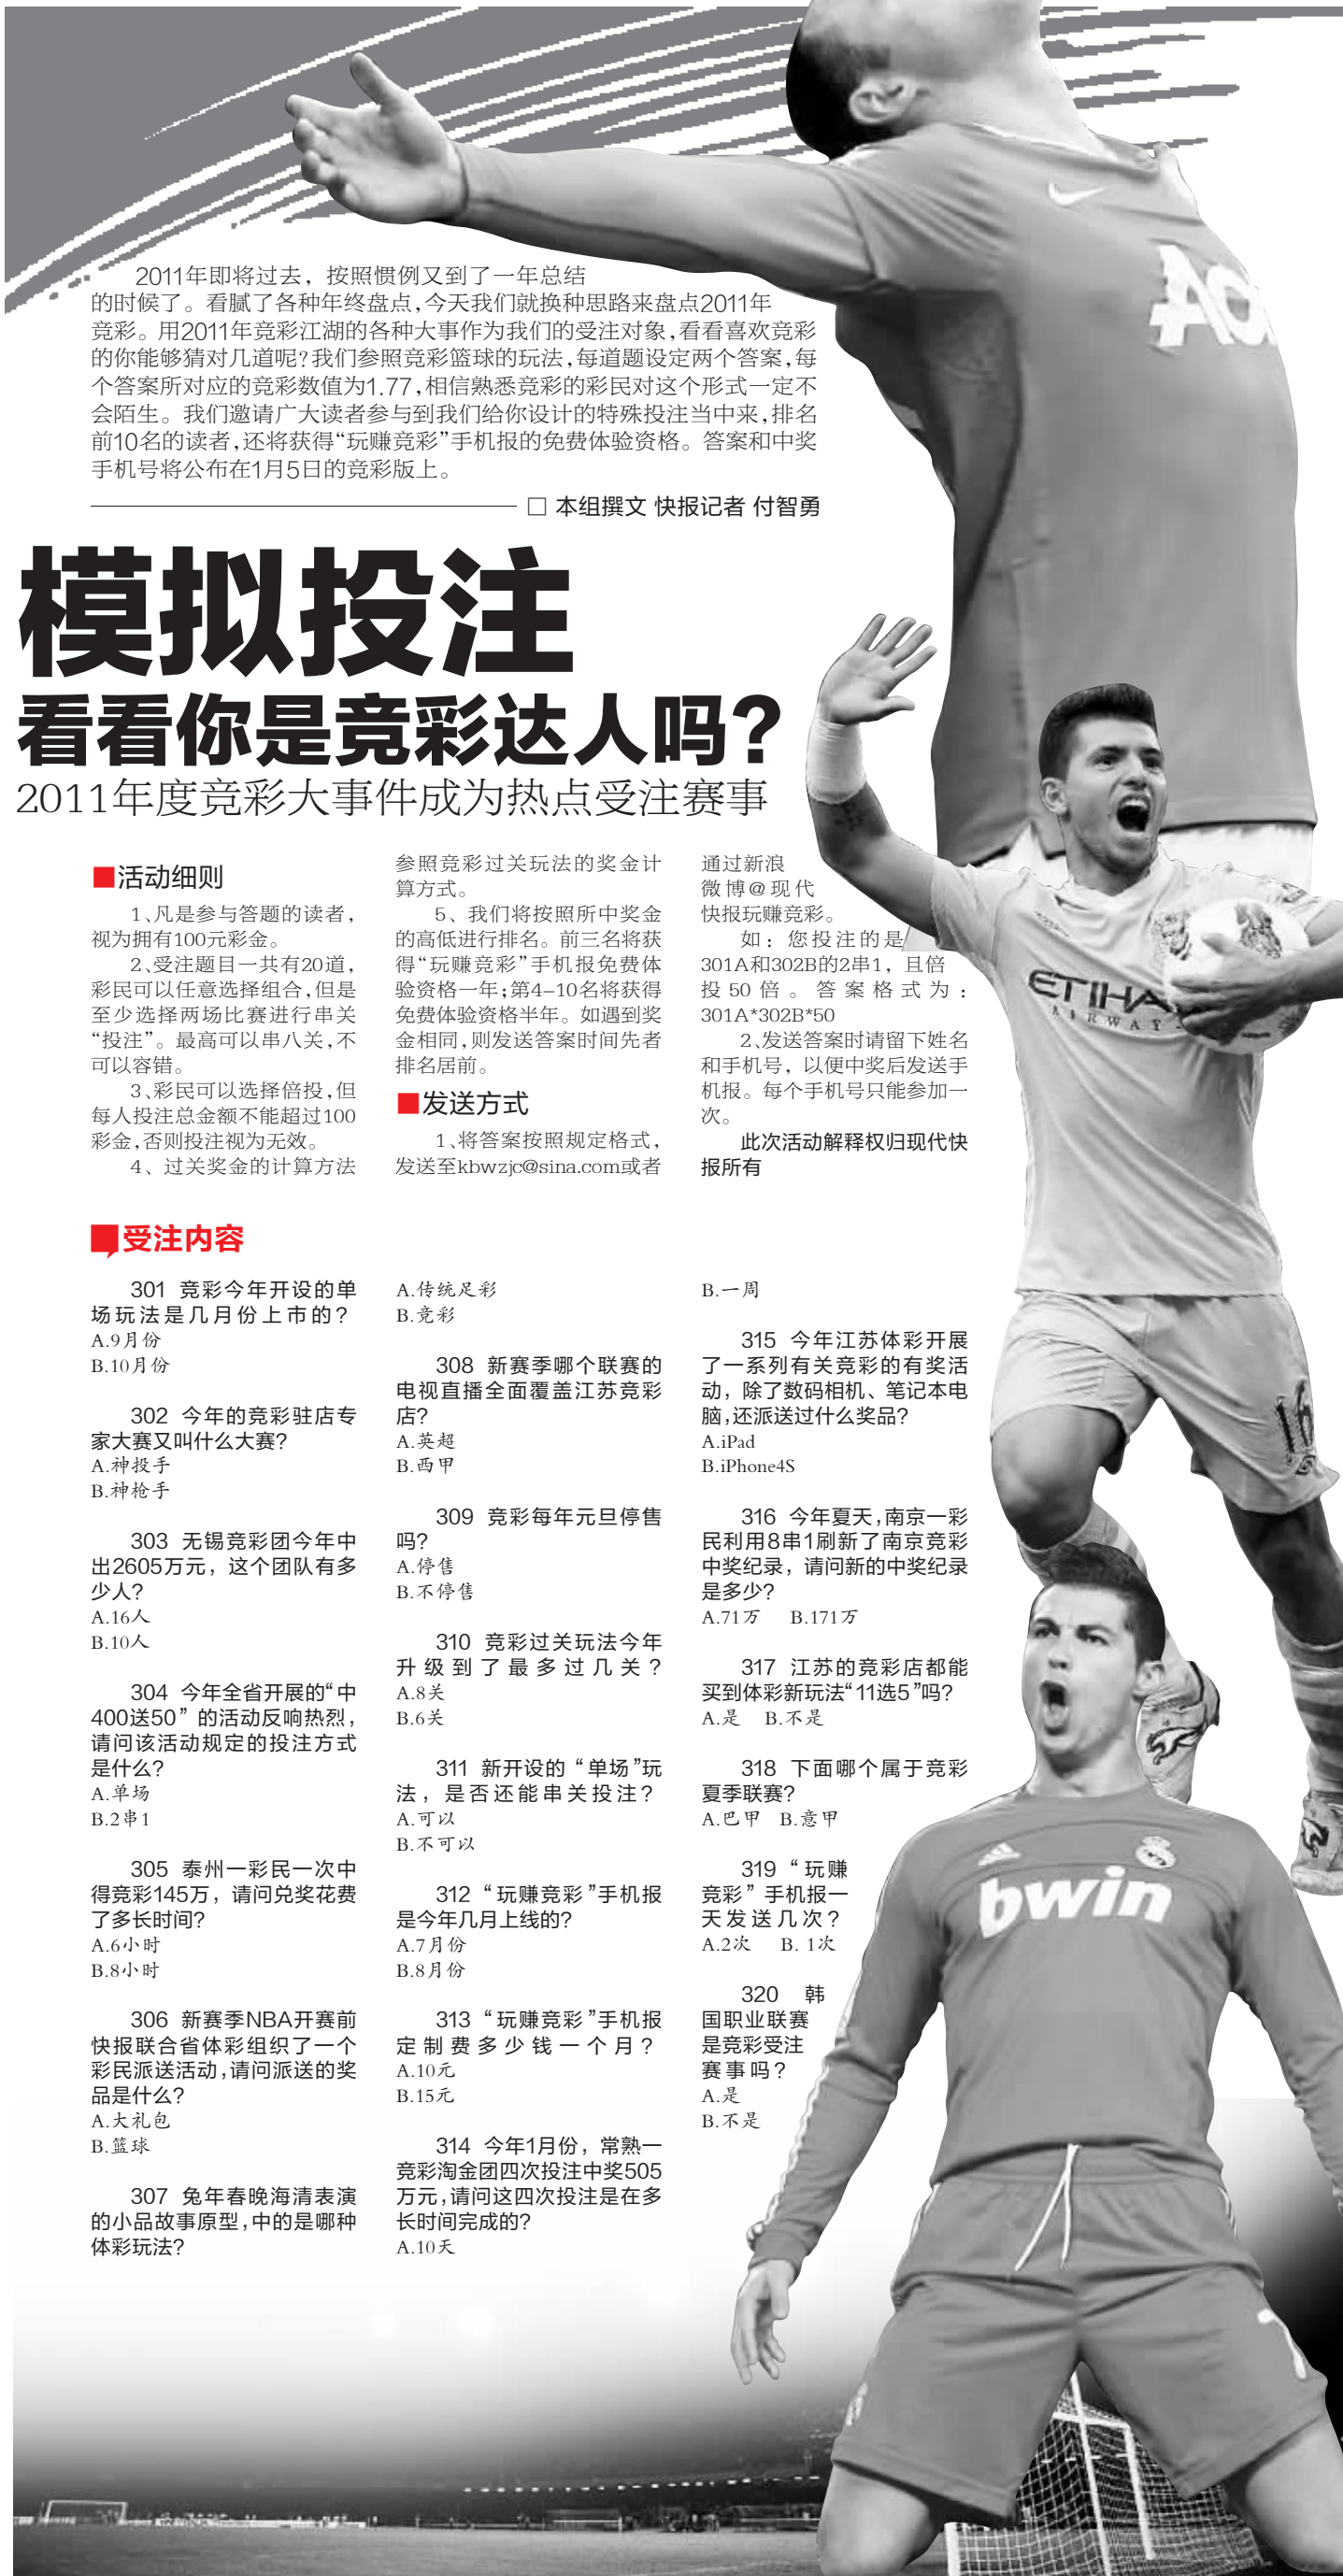 2011年即将过去，按照惯例又到了一年总结
的时候了。看腻了各种年终盘点，今天我们就换种思路来盘点2011年
竞彩。用2011年竞彩江湖的各种大事作为我们的受注对象，看看喜欢竞彩
的你能够猜对几道呢？我们参照竞彩篮球的玩法，每道题设定两个答案，每
个答案所对应的竞彩数值为1.77，相信熟悉竞彩的彩民对这个形式一定不
会陌生。我们邀请广大读者参与到我们给你设计的特殊投注当中来，排名
前10名的读者，还将获得“玩赚竞彩”手机报的免费体验资格。答案和中奖
手机号将公布在1月5日的竞彩版上。
□ 本组撰文 快报记者 付智勇
模拟投注
看看你是竞彩达人吗？
2011年度竞彩大事件成为热点受注赛事
■活动细则
1、凡是参与答题的读者，
视为拥有100元彩金。
2、受注题目一共有20道，
彩民可以任意选择组合，但是
至少选择两场比赛进行串关
“投注”。最高可以串八关，不
可以容错。
3、彩民可以选择倍投，但
每人投注总金额不能超过100
彩金，否则投注视为无效。
4、过关奖金的计算方法
参照竞彩过关玩法的奖金计
算方式。
5、我们将按照所中奖金
的高低进行排名。前三名将获
得“玩赚竞彩”手机报免费体
验资格一年；第4-10名将获得
免费体验资格半年。如遇到奖
金相同，则发送答案时间先者
排名居前。
■发送方式
1、将答案按照规定格式，
发送至kbwzjc@sina.com或者
通过新浪
微博@现代
快报玩赚竞彩。
如：您投注的是
301A和302B的2串1，且倍
投50倍。答案格式为：
301A*302B*50
2、发送答案时请留下姓名
和手机号，以便中奖后发送手
机报。每个手机号只能参加一
次。
此次活动解释权归现代快
报所有
受注内容
301 竞彩今年开设的单
场玩法是几月份上市的？
A.9月份
B.10月份
302 今年的竞彩驻店专
家大赛又叫什么大赛？
A.神投手
B.神枪手
303 无锡竞彩团今年中
出2605万元，这个团队有多
少人？
A.16人
B.10人
304 今年全省开展的“中
400送50”的活动反响热烈，
请问该活动规定的投注方式
是什么？
A.单场
B.2串1
305 泰州一彩民一次中
得竞彩145万，请问兑奖花费
了多长时间？
A.6小时
B.8小时
306 新赛季NBA开赛前
快报联合省体彩组织了一个
彩民派送活动，请问派送的奖
品是什么？
A.大礼包
B.篮球
307 兔年春晚海清表演
的小品故事原型，中的是哪种
体彩玩法？
A.传统足彩
B.竞彩
308 新赛季哪个联赛的
电视直播全面覆盖江苏竞彩
店？
A.英超
B.西甲
309 竞彩每年元旦停售
吗？
A.停售
B.不停售
310 竞彩过关玩法今年
升级到了最多过几关？
A.8关
B.6关
311 新开设的“单场”玩
法，是否还能串关投注？
A.可以
B.不可以
312 “玩赚竞彩”手机报
是今年几月上线的？
A.7月份
B.8月份
313 “玩赚竞彩”手机报
定制费多少钱一个月？
A.10元
B.15元
314 今年1月份，常熟一
竞彩淘金团四次投注中奖505
万元，请问这四次投注是在多
长时间完成的？
A.10天
B.一周
315 今年江苏体彩开展
了一系列有关竞彩的有奖活
动，除了数码相机、笔记本电
脑，还派送过什么奖品？
A.iPad
B.iPhone4S
316 今年夏天，南京一彩
民利用8串1刷新了南京竞彩
中奖纪录，请问新的中奖纪录
是多少？
A.71万 B.171万
317 江苏的竞彩店都能
买到体彩新玩法“11选5”吗？
A.是 B.不是
318 下面哪个属于竞彩
夏季联赛？
A.巴甲 B.意甲
319 “玩赚
竞彩”手机报一
天发送几次？
A.2次 B. 1次
320 韩
国职业联赛
是竞彩受注
赛事吗？
A.是
B.不是
Ao
ETIHA
AIRWAY
16
bwin
7